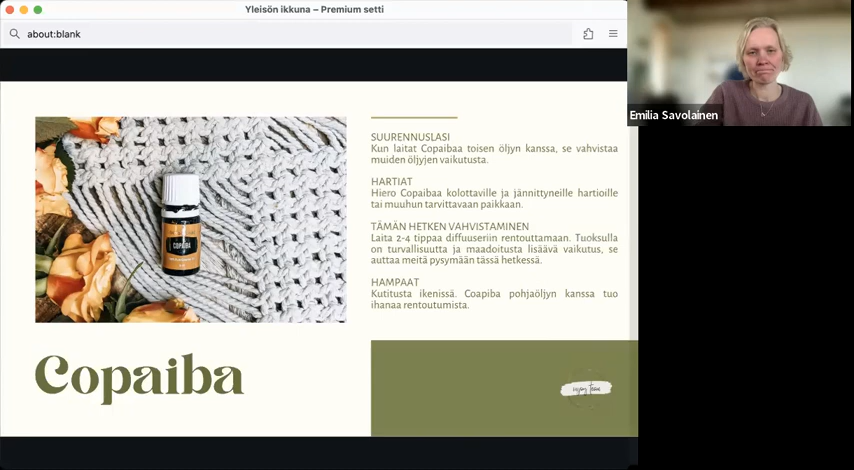 Yleisön ikkuna – Premium setti
about:blank
Emilia Savolainen
SUURENNUSLASI
Kun laitat Copaibaa toisen öljyn kanssa, se vahvistaa
muiden öljyjen vaikutusta.
HARTIAT
Hiero Copaibaa kolottaville ja jännittyneille hartioille
tai muuhun tarvittavaan paikkaan.
TÄMÄN HETKEN VAHVISTAMINEN
Laita 2-4 tippaa diffuuseriin rentouttamaan. Tuoksulla
on turvallisuutta ja maadoitusta lisäävä vaikutus, se
auttaa meitä pysymään tässä hetkessä.
HAMPAAT
Kutitusta ikenissä. Coapiba pohjaöljyn kanssa tuo
ihanaa rentoutumista.
COPAIBA
Copaiba